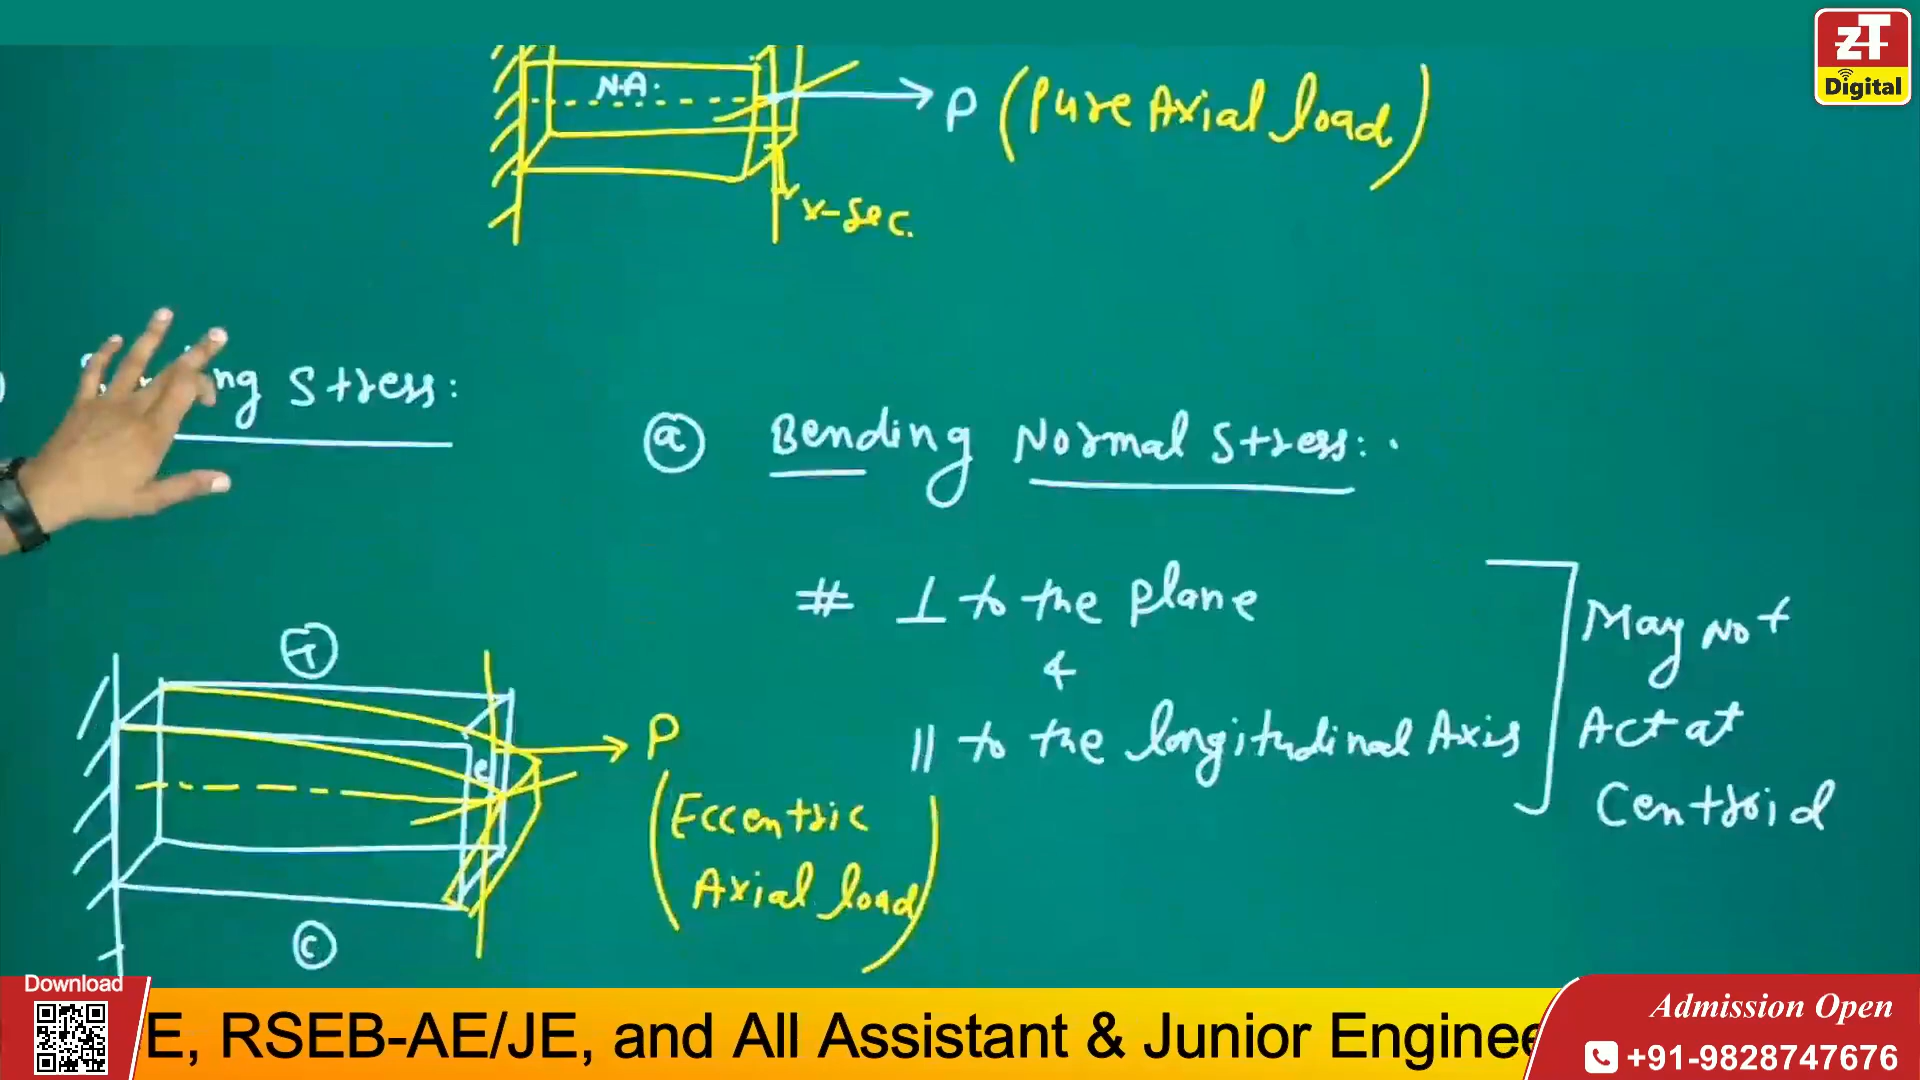 ZT
Digital
N.A.
P (Pure Axial load)
x-sec.
Stress:
(a) Bending Normal Stress:
# ⊥ to the plane
&
|| to the longitudinal Axis
May Not
Act at
Centroid
T
e
P
(Eccentric
Axial load)
C
Download
E, RSEB-AE/JE, and All Assistant & Junior Enginee
Admission Open
+91-9828747676